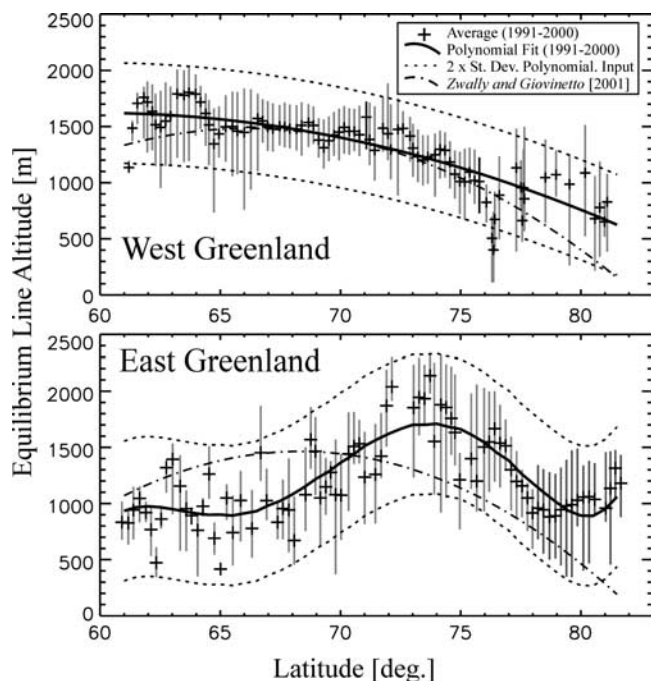 2500
2000
1500
1000
500
0
Average (1991-2000)
Polynomial Fit (1991-2000)
2 x St. Dev. Polynomial. Input
Zwally and Giovinetto [2001]
West Greenland
60 65 70 75 80
Equilibrium Line Altitude [m]
2500
2000
1500
1000
500
0
East Greenland
60 65 70 75 80
Latitude [deg.]